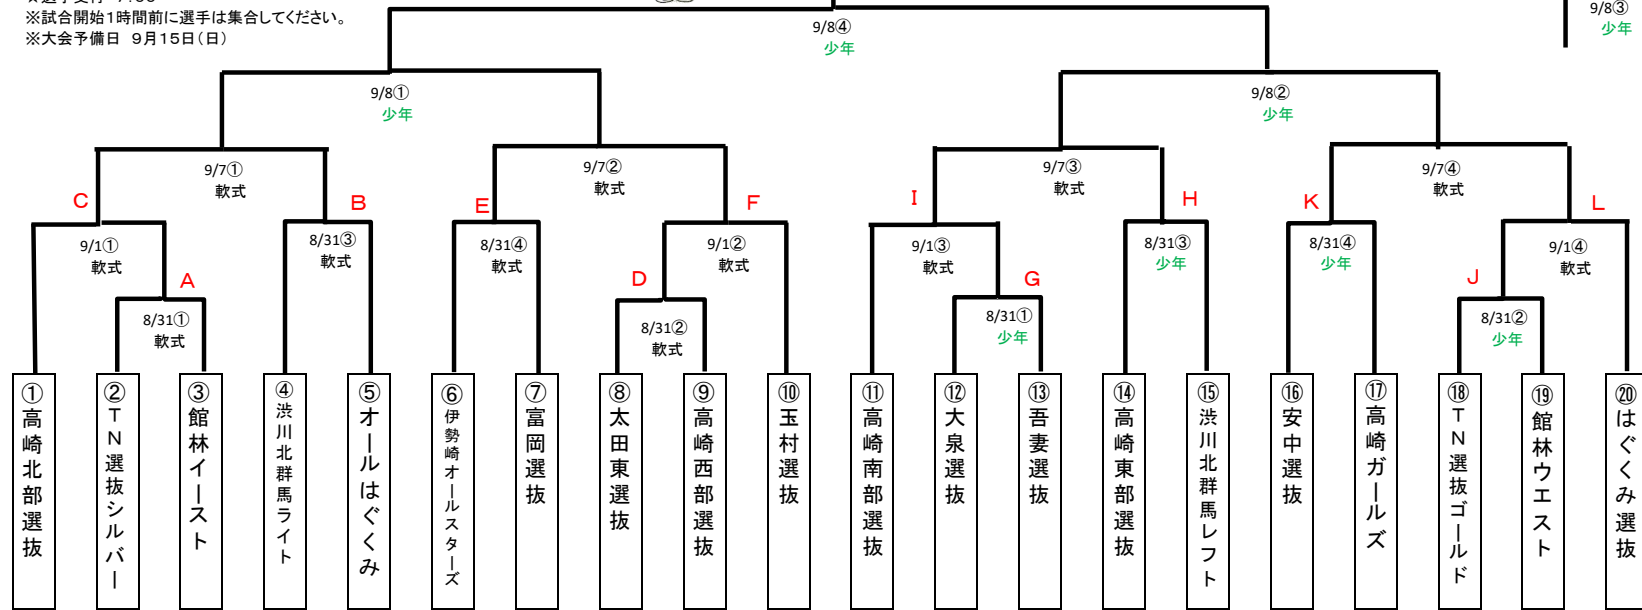 ※試合開始１時間前に選手は集合してください。
※大会予備日　９月１５日（日）
9/8④
少年
9/8③
少年
9/8①
少年
9/8②
少年
9/7①
軟式
9/7②
軟式
9/7③
軟式
9/7④
軟式
C
B
E
F
I
H
K
L
9/1①
軟式
8/31③
軟式
8/31④
軟式
9/1②
軟式
9/1③
軟式
8/31③
少年
8/31④
少年
9/1④
軟式
A
D
G
J
8/31①
軟式
8/31②
軟式
8/31①
少年
8/31②
少年
①高崎北部選抜
②ＴＮ選抜シルバー
③館林イースト
④渋川北群馬ライト
⑤オールはぐくみ
⑥伊勢崎オールスターズ
⑦富岡選抜
⑧太田東選抜
⑨高崎西部選抜
⑩玉村選抜
⑪高崎南部選抜
⑫大泉選抜
⑬吾妻選抜
⑭高崎東部選抜
⑮渋川北群馬レフト
⑯安中選抜
⑰高崎ガールズ
⑱ＴＮ選抜ゴールド
⑲館林ウエスト
⑳はぐくみ選抜